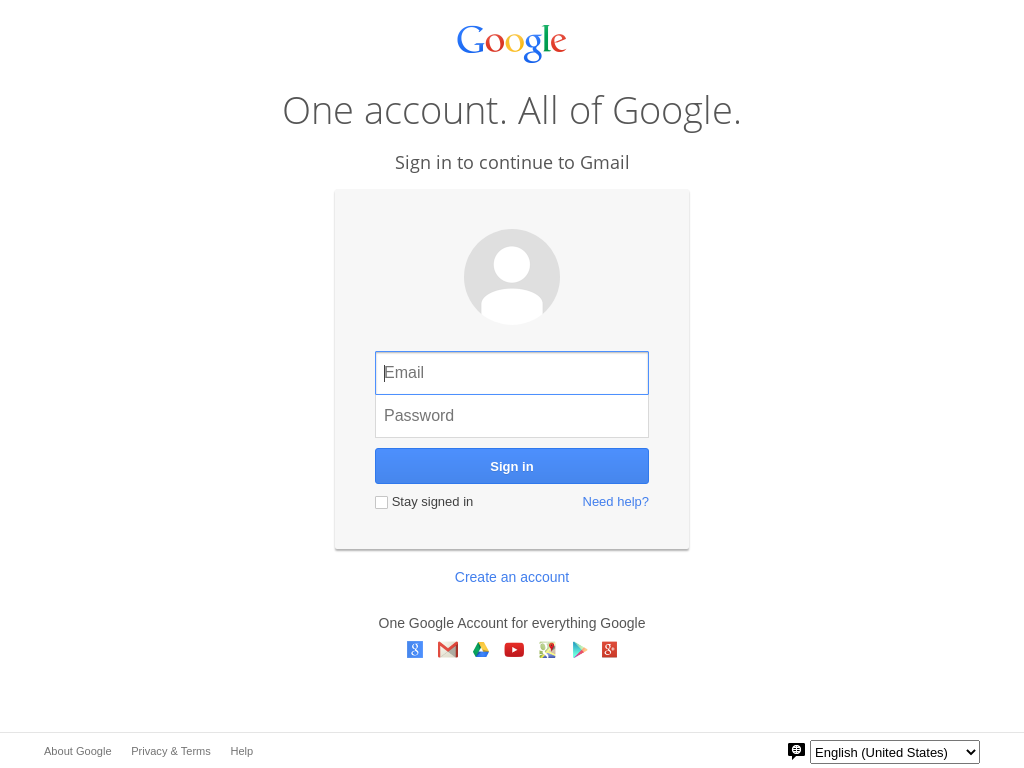 Google
One account. All of Google.
Sign in to continue to Gmail
Email
Password
Sign in
Stay signed in
Need help?
Create an account
One Google Account for everything Google
About Google
Privacy & Terms
Help
English (United States)